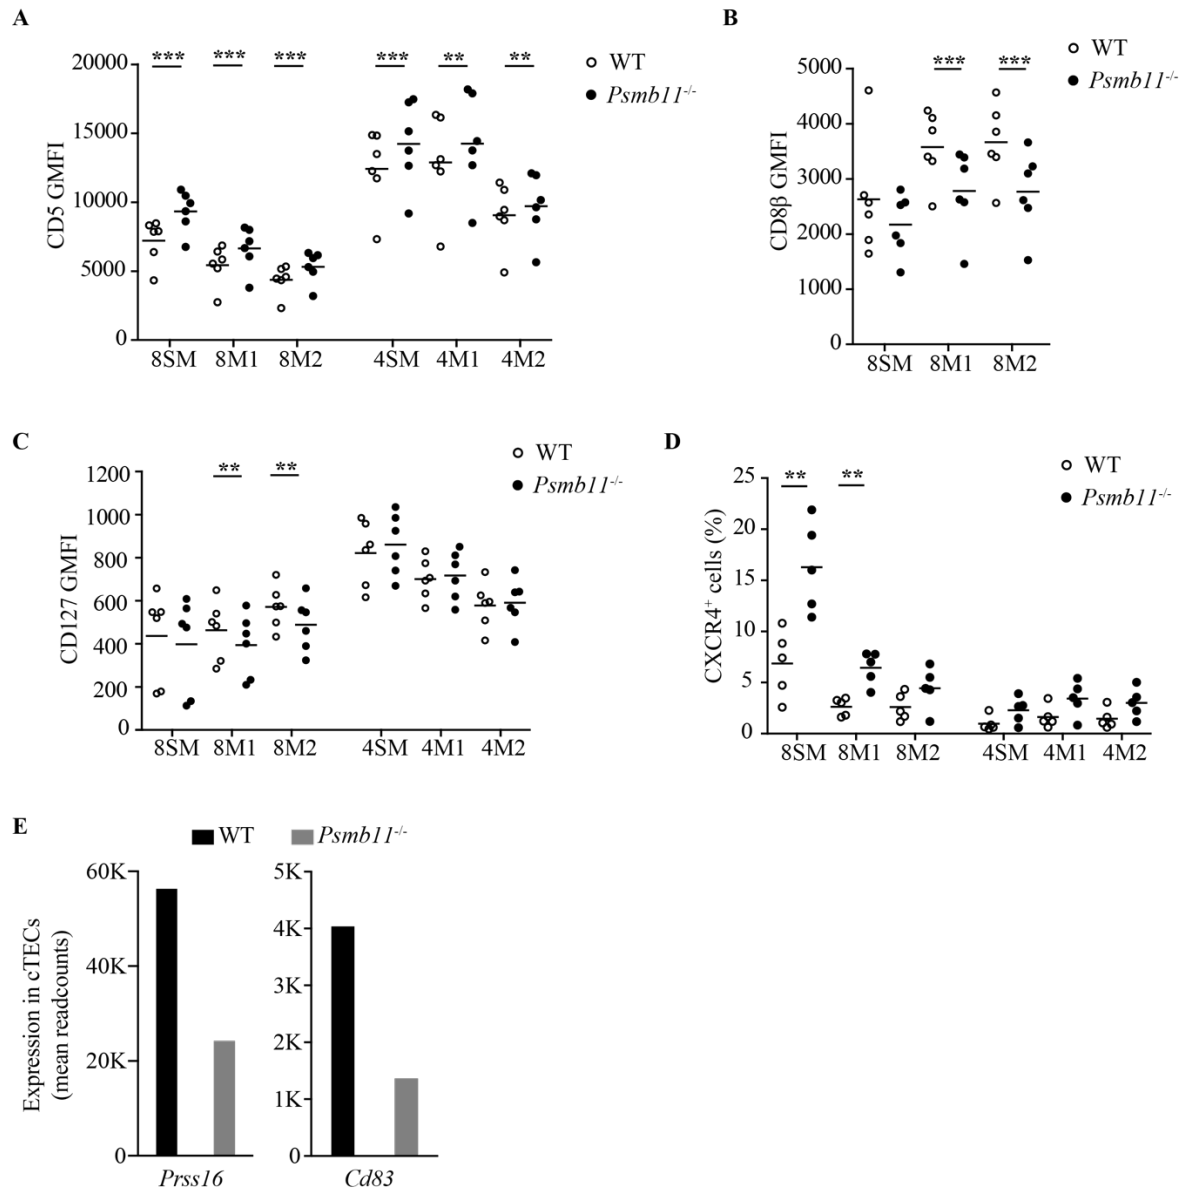 A
CD5 GMFI
20000
15000
10000
5000
0
*** *** *** *** ** **
WT
Psmb11-/-
8SM 8M1 8M2 4SM 4M1 4M2
B
CD8β GMFI
5000
4000
3000
2000
1000
0
*** ***
WT
Psmb11-/-
8SM 8M1 8M2
C
CD127 GMFI
1200
1000
800
600
400
200
0
** **
WT
Psmb11-/-
8SM 8M1 8M2 4SM 4M1 4M2
D
CXCR4+ cells (%)
25
20
15
10
5
0
** **
WT
Psmb11-/-
8SM 8M1 8M2 4SM 4M1 4M2
E
WT Psmb11-/-
Expression in cTECs
(mean readcounts)
60K
40K
20K
0
Prss16
5K
4K
3K
2K
1K
0
Cd83